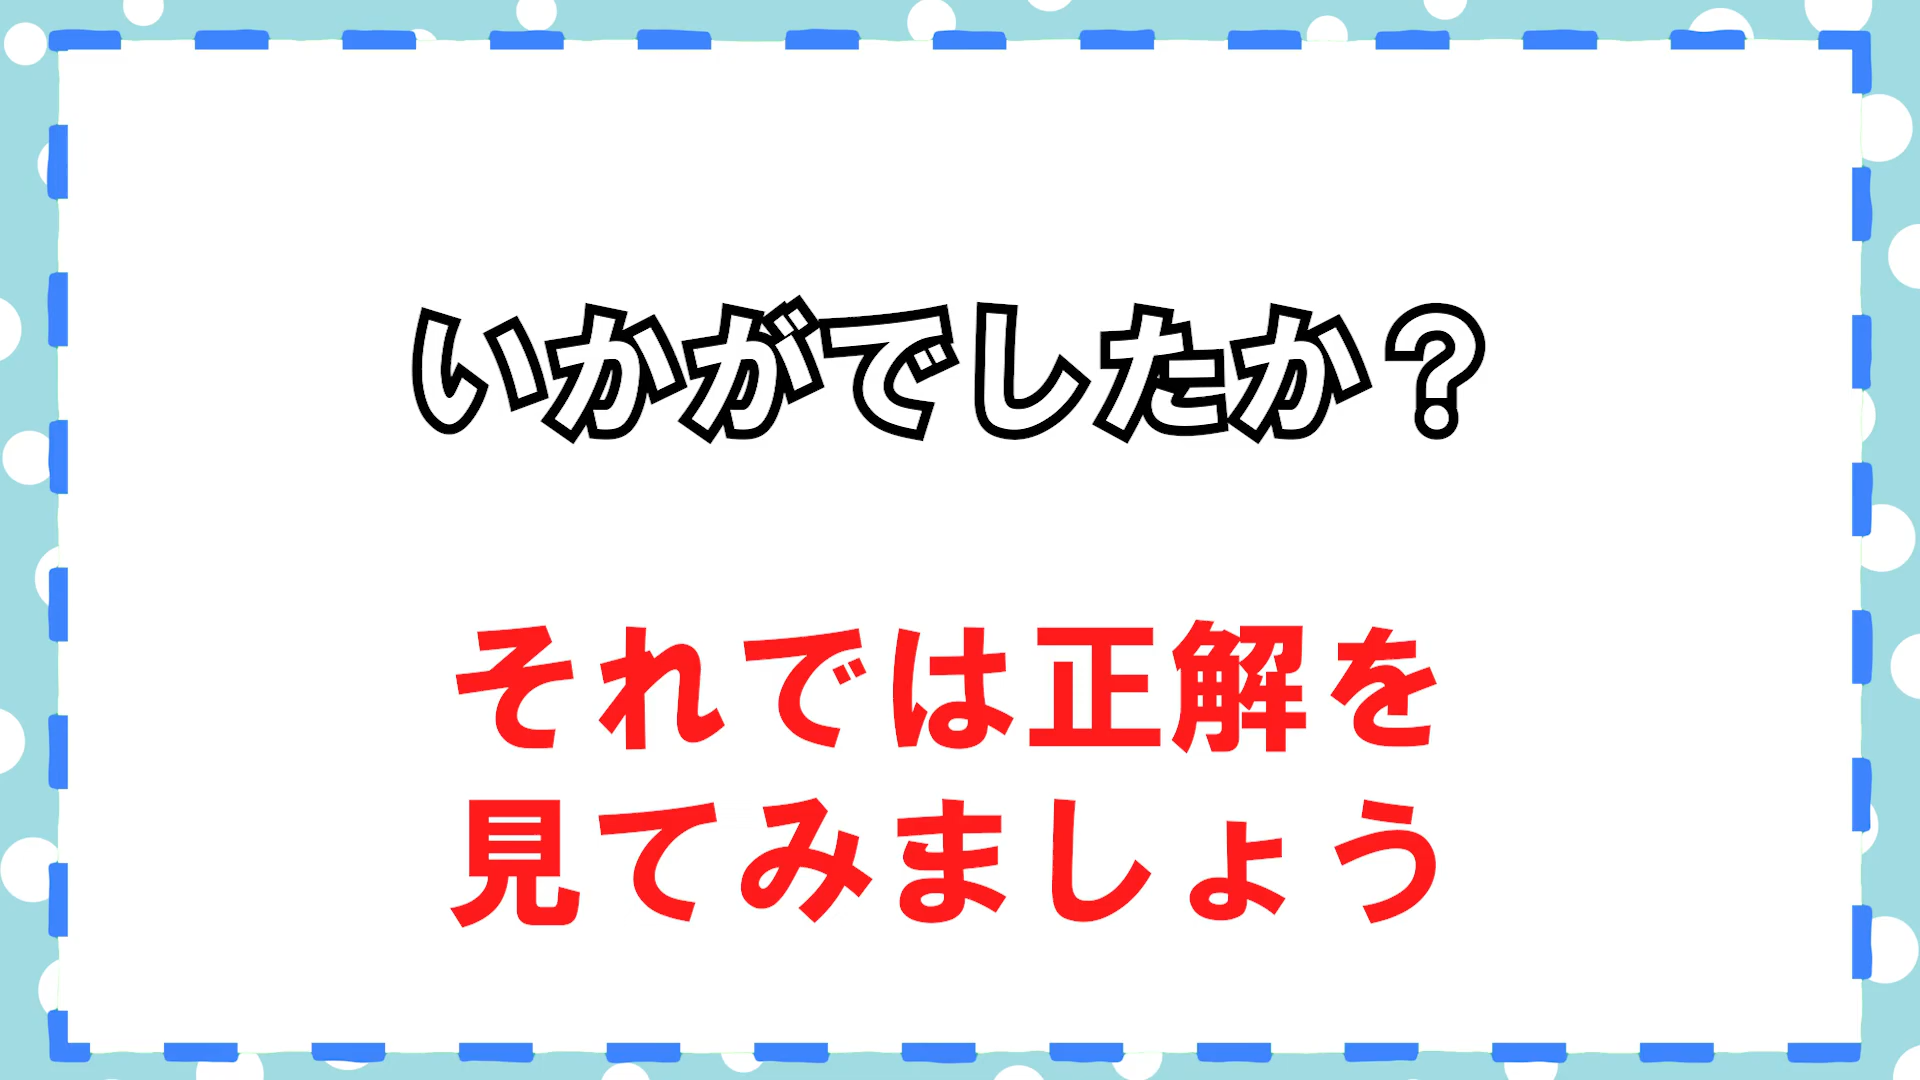 いかがでしたか？
それでは正解を
見てみましょう